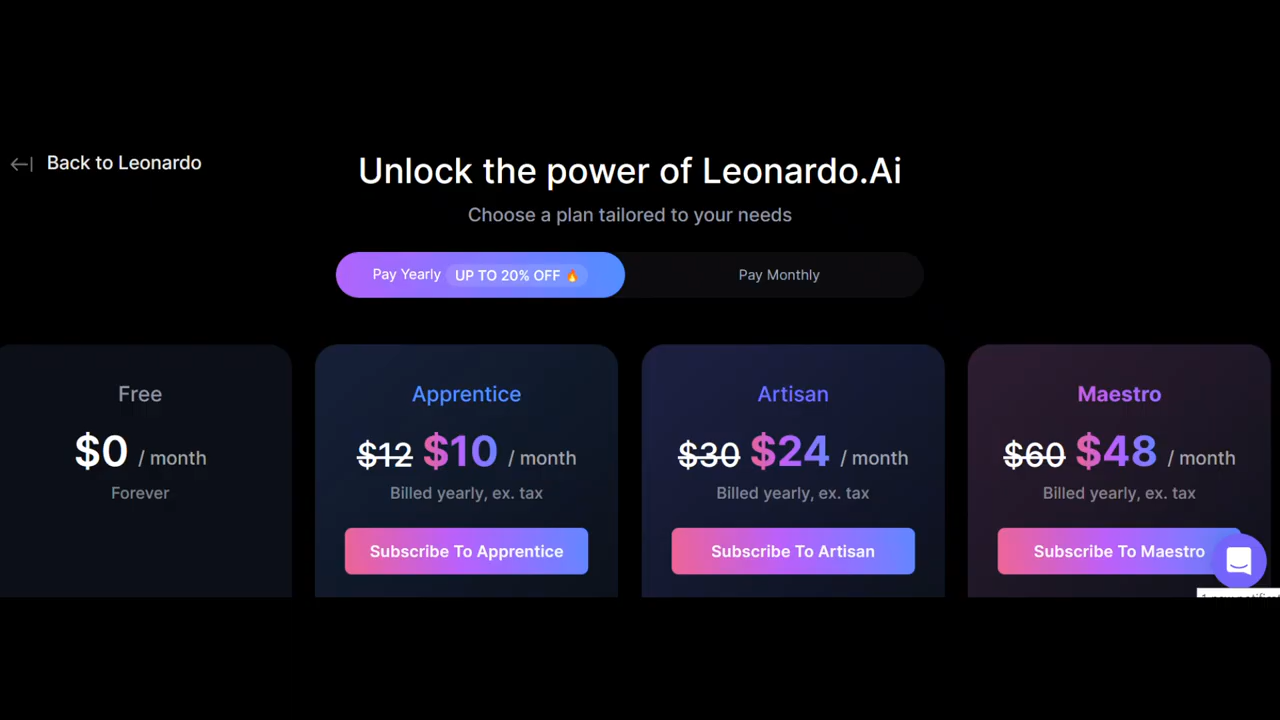 Back to Leonardo
Unlock the power of Leonardo.Ai
Choose a plan tailored to your needs
Pay Yearly UP TO 20% OFF 🔥
Pay Monthly
Free
$0 / month
Forever
Apprentice
$12 $10 / month
Billed yearly, ex. tax
Subscribe To Apprentice
Artisan
$30 $24 / month
Billed yearly, ex. tax
Subscribe To Artisan
Maestro
$60 $48 / month
Billed yearly, ex. tax
Subscribe To Maestro